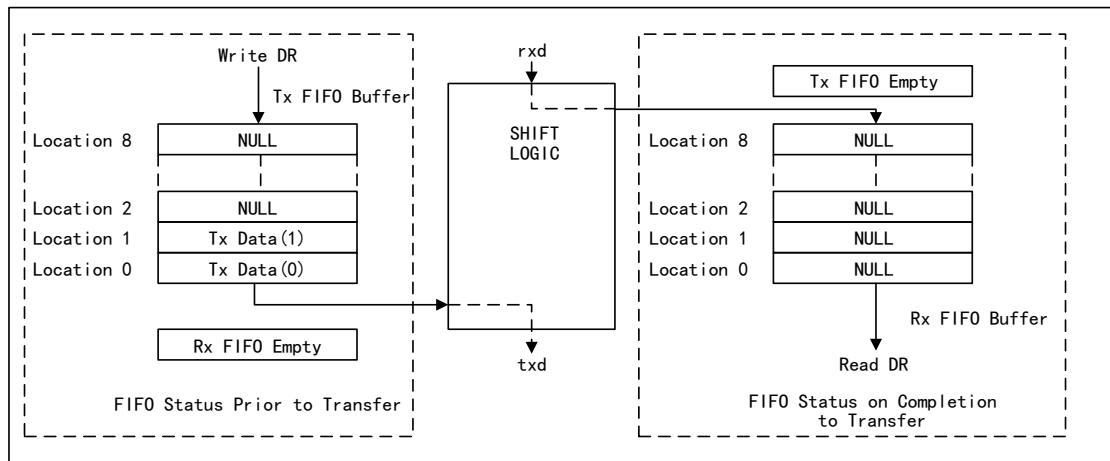 Write DR
Tx FIFO Buffer
Location 8
NULL
Location 2
NULL
Location 1
Tx Data(1)
Location 0
Tx Data(0)
Rx FIFO Empty
FIFO Status Prior to Transfer
rxd
SHIFT
LOGIC
txd
Tx FIFO Empty
Location 8
NULL
Location 2
NULL
Location 1
NULL
Location 0
NULL
Rx FIFO Buffer
Read DR
FIFO Status on Completion
to Transfer